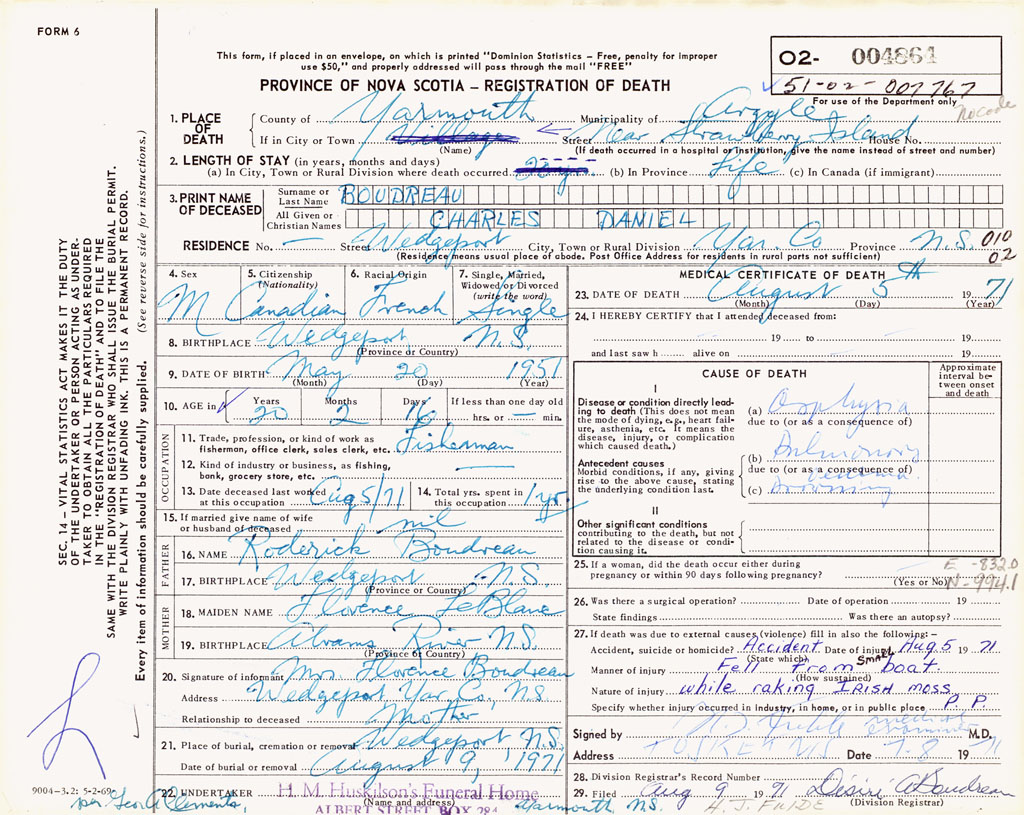 FORM 6
This form, if placed in an envelope, on which is printed "Dominion Statistics – Free, penalty for improper
use $50," and properly addressed will pass through the mail "FREE"
PROVINCE OF NOVA SCOTIA – REGISTRATION OF DEATH
02- 004864
51-02-007767
For use of the Department only
No code
1. PLACE OF DEATH
County of Yarmouth Municipality of Argyle
If in City or Town Village Street Near Strawberry Island House No.
(Name) (If death occurred in a hospital or institution, give the name instead of street and number)
2. LENGTH OF STAY (in years, months and days)
(a) In City, Town or Rural Division where death occurred (b) In Province Life (c) In Canada (if immigrant)
3. PRINT NAME OF DECEASED
Surname or Last Name BOUDREAU
All Given or Christian Names CHARLES DANIEL
RESIDENCE No. — Street Wedgeport City, Town or Rural Division Yar. Co Province N.S. 010
02
(Residence means usual place of abode. Post Office Address for residents in rural parts not sufficient)
4. Sex M
5. Citizenship (Nationality) Canadian
6. Racial Origin French
7. Single, Married, Widowed or Divorced (write the word) Single
8. BIRTHPLACE Wedgeport N.S.
(Province or Country)
9. DATE OF BIRTH May 20 1951
(Month) (Day) (Year)
10. AGE in Years Months Days If less than one day old
20 2 16 hrs. or — min.
OCCUPATION
11. Trade, profession, or kind of work as fisherman, office clerk, sales clerk, etc. Fisherman
12. Kind of industry or business, as fishing, bank, grocery store, etc. —
13. Date deceased last worked at this occupation Aug 5/71
14. Total yrs. spent in this occupation 1 yr.
15. If married give name of wife or husband of deceased nil
FATHER
16. NAME Roderick Boudreau
17. BIRTHPLACE Wedgeport N.S.
(Province or Country)
MOTHER
18. MAIDEN NAME Florence LeBlanc
19. BIRTHPLACE River N.S.
(Province or Country)
20. Signature of informant Mrs. Florence Boudreau
Address Wedgeport Yar. Co, N.S.
Relationship to deceased Mother
21. Place of burial, cremation or removal Wedgeport N.S.
Date of burial or removal August 9, 1971
22. UNDERTAKER H. M. Huskilson's Funeral Home
(Name and address)
ALBERT STREET, BOX 284 Yarmouth N.S.
per Geo. A Clements,
9004-3.2: 5-2-69
MEDICAL CERTIFICATE OF DEATH
23. DATE OF DEATH August 5th 1971
(Month) (Day) (Year)
24. I HEREBY CERTIFY that I attended deceased from:
19 to 19
and last saw h alive on 19
CAUSE OF DEATH
Approximate interval between onset and death
I
Disease or condition directly leading to death (This does not mean the mode of dying, e.g., heart failure, asthenia, etc. It means the disease, injury, or complication which caused death.)
(a) Asphyxia
due to (or as a consequence of)
Antecedent causes
Morbid conditions, if any, giving rise to the above cause, stating the underlying condition last.
(b) Pulmonary
due to (or as a consequence of)
(c) Drowning
II
Other significant conditions contributing to the death, but not related to the disease or condition causing it.
25. If a woman, did the death occur either during pregnancy or within 90 days following pregnancy?
(Yes or No)
E-832.0
N-994.1
26. Was there a surgical operation? Date of operation 19
State findings Was there an autopsy?
27. If death was due to external causes (violence) fill in also the following: –
Accident, suicide or homicide? Accident Date of injury Aug. 5 1971
(State which)
Manner of injury Fell from small boat.
(How sustained)
Nature of injury while raking IRISH moss
Specify whether injury occurred in industry, in home, or in public place P.P.
Signed by medical examiner M.D.
Address TUSKET N.S. Date 7-8 1971
28. Division Registrar's Record Number
29. Filed Aug 9 1971 Désiré A Boudreau
(Division Registrar)
SEC. 14 – VITAL STATISTICS ACT MAKES IT THE DUTY
OF THE UNDERTAKER OR PERSON ACTING AS UNDER-
TAKER TO OBTAIN ALL THE PARTICULARS REQUIRED
IN THE "REGISTRATION OF DEATH" AND TO FILE THE
SAME WITH THE DIVISION REGISTRAR WHO SHALL ISSUE THE BURIAL PERMIT.
WRITE PLAINLY WITH UNFADING INK. THIS IS A PERMANENT RECORD.
Every item of information should be carefully supplied. (See reverse side for instructions.)